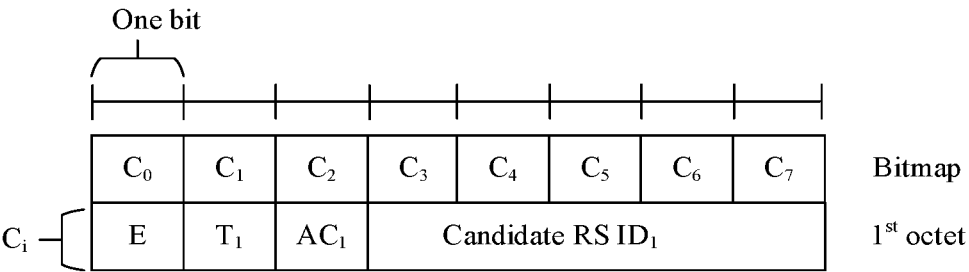 One bit
C₀ C₁ C₂ C₃ C₄ C₅ C₆ C₇ Bitmap
Cᵢ E T₁ AC₁ Candidate RS ID₁ 1ˢᵗ octet